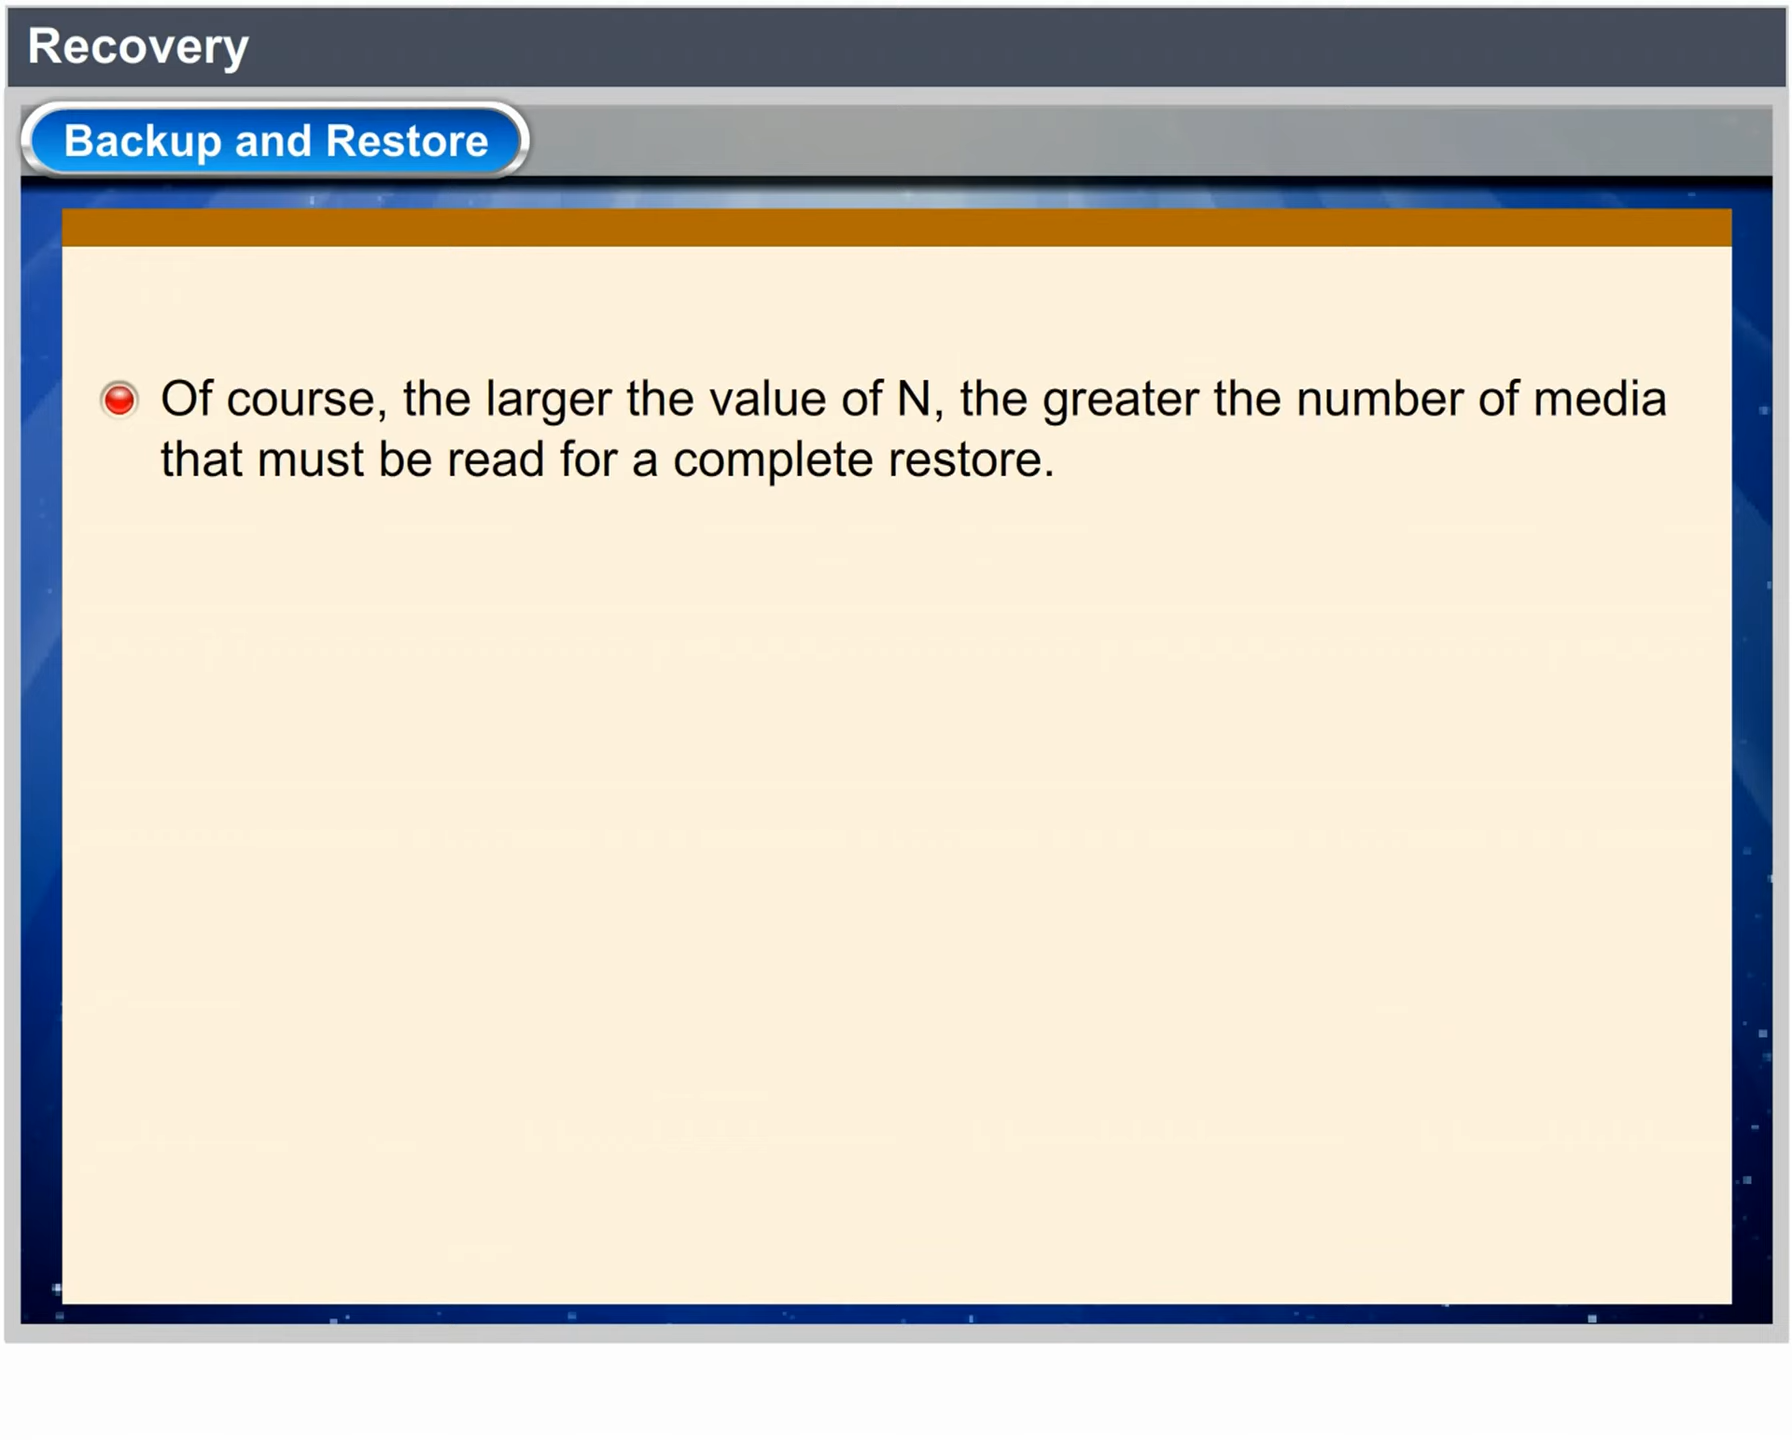 Recovery
Backup and Restore
Of course, the larger the value of N, the greater the number of media
that must be read for a complete restore.